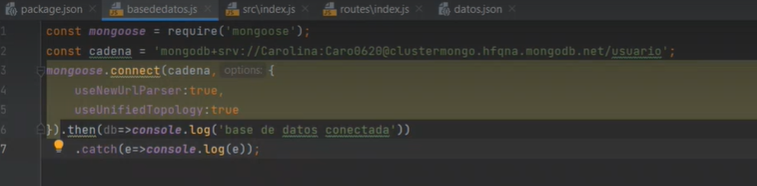 package.json × basededatos.js × src\index.js × routes\index.js × datos.json ×
1 const mongoose = require('mongoose');
2 const cadena = 'mongodb+srv://Carolina:Caro0620@clustermongo.hfqna.mongodb.net/usuario';
3 mongoose.connect(cadena, options: {
4 useNewUrlParser:true,
5 useUnifiedTopology:true
6 }).then(db=>console.log('base de datos conectada'))
7 .catch(e=>console.log(e));